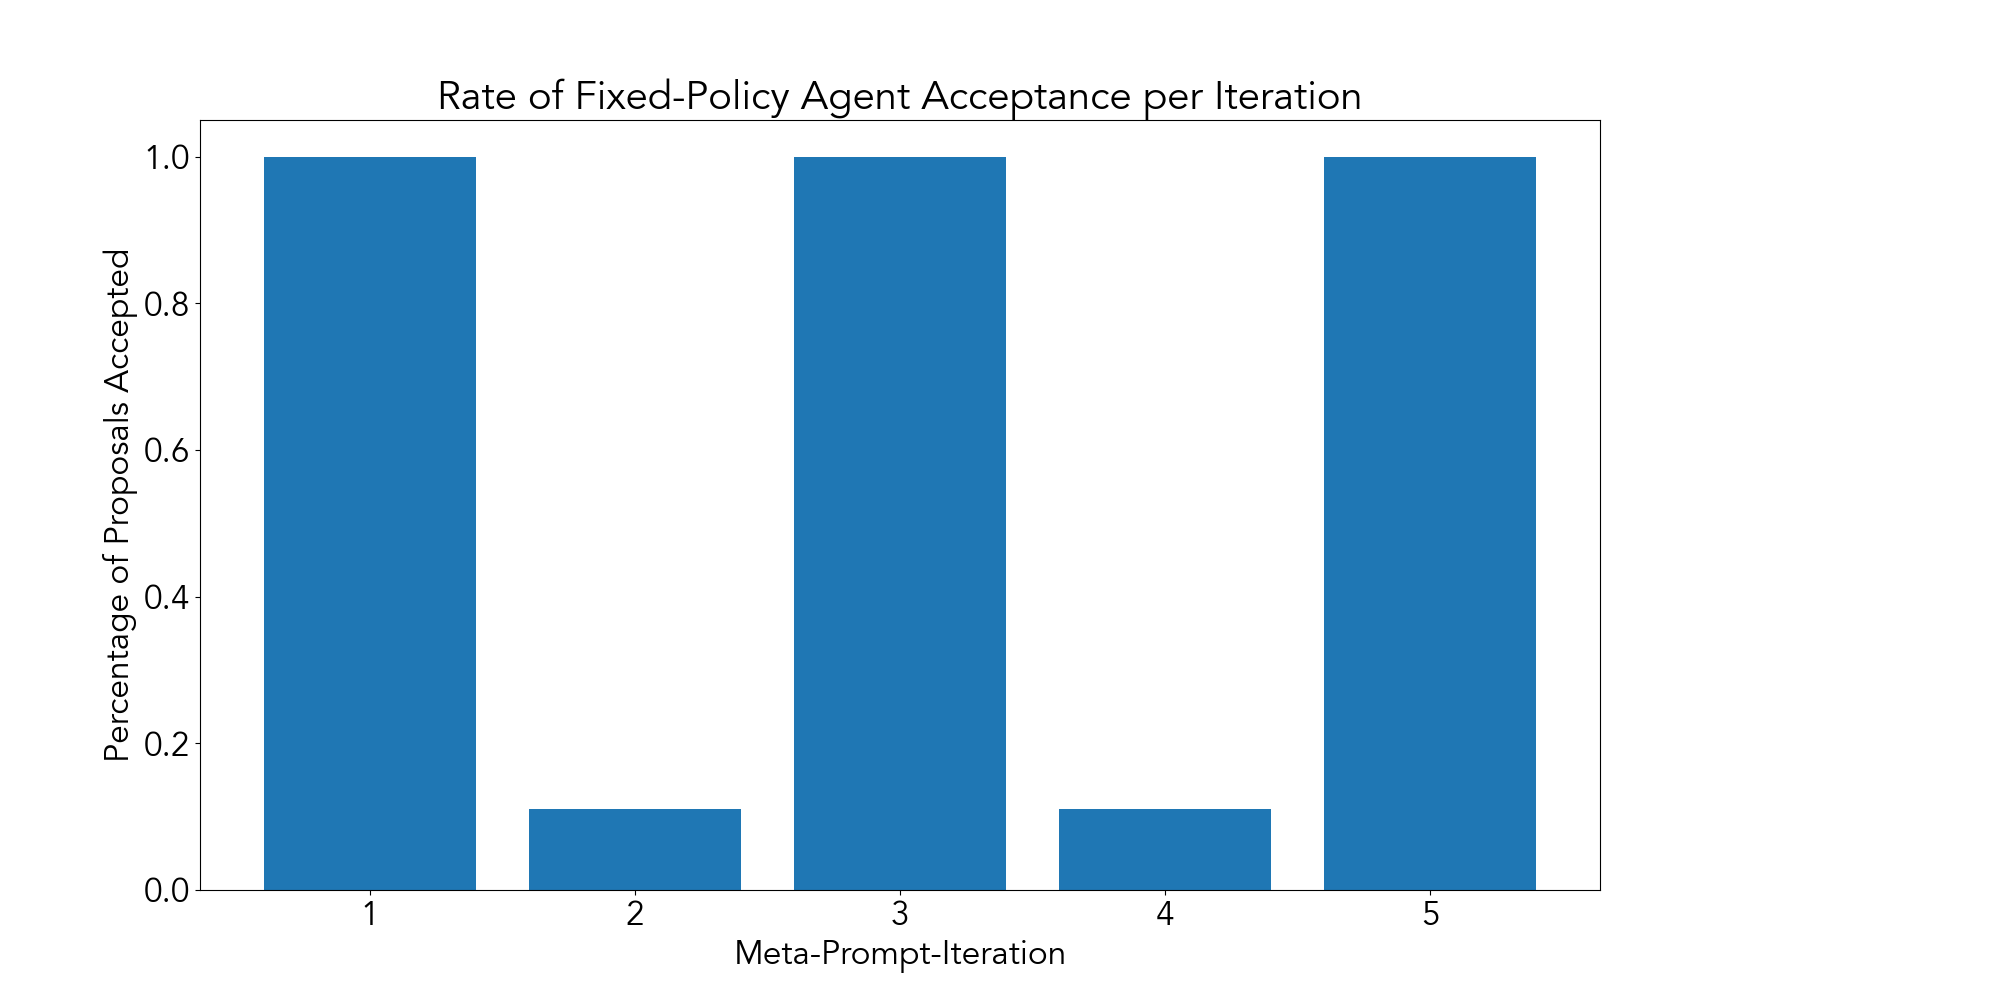 Rate of Fixed-Policy Agent Acceptance per Iteration
Percentage of Proposals Accepted
1.0
0.8
0.6
0.4
0.2
0.0
1 2 3 4 5
Meta-Prompt-Iteration